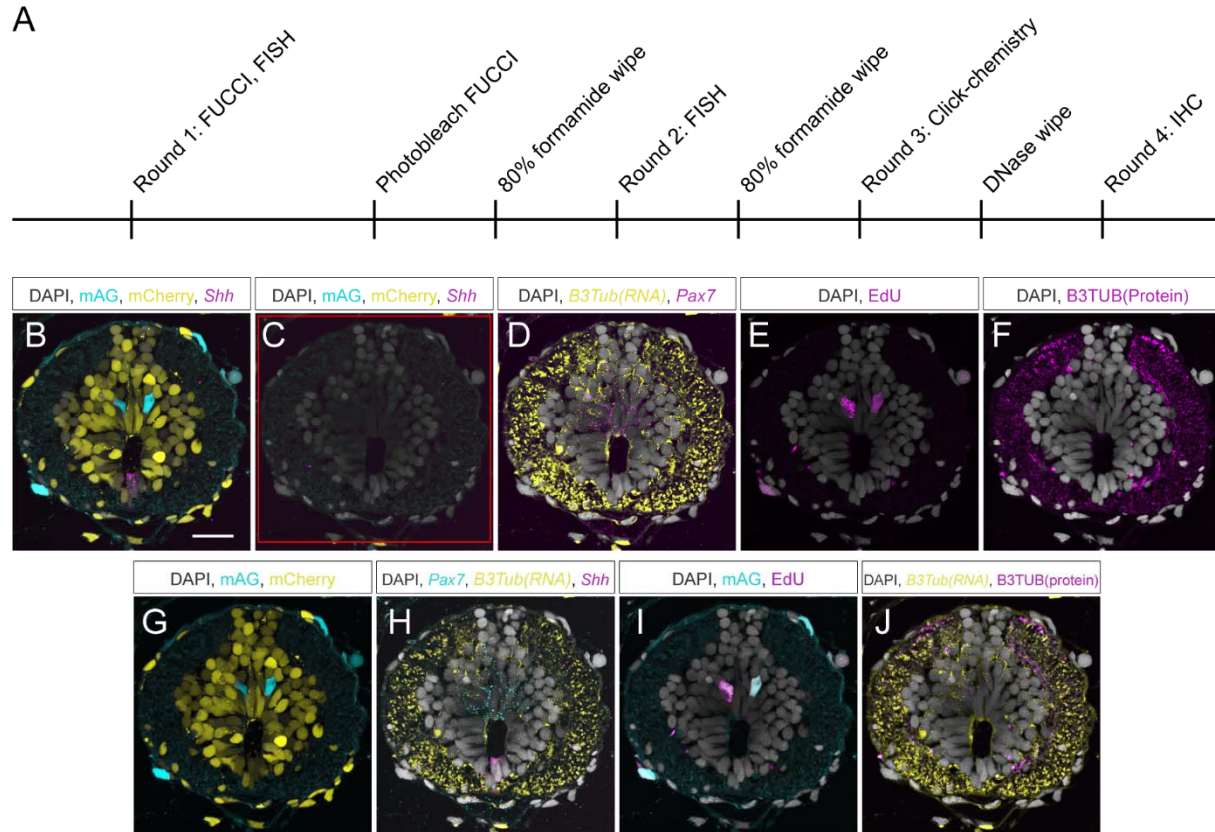 A
Round 1: FUCCI, FISH
Photobleach FUCCI
80% formamide wipe
Round 2: FISH
80% formamide wipe
Round 3: Click-chemistry
DNase wipe
Round 4: IHC
DAPI, mAG, mCherry, Shh
DAPI, mAG, mCherry, Shh
DAPI, B3Tub(RNA), Pax7
DAPI, EdU
DAPI, B3TUB(Protein)
B
C
D
E
F
DAPI, mAG, mCherry
DAPI, Pax7, B3Tub(RNA), Shh
DAPI, mAG, EdU
DAPI, B3Tub(RNA), B3TUB(protein)
G
H
I
J